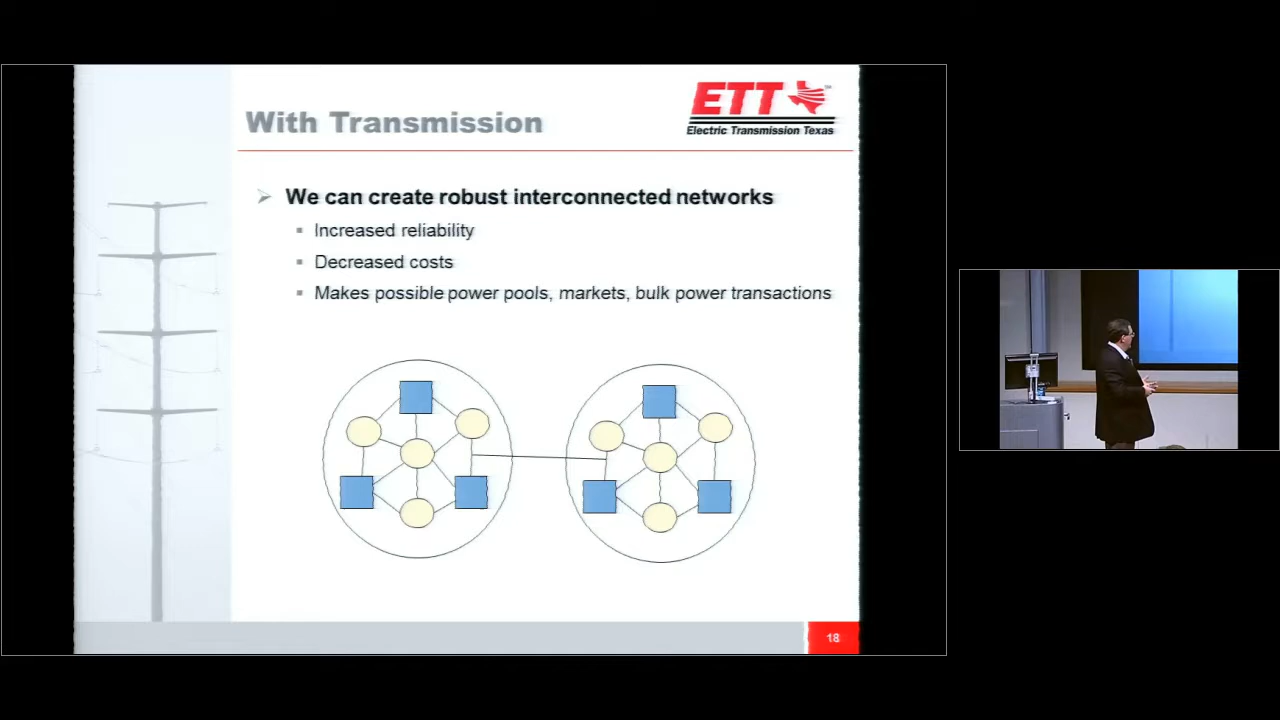 With Transmission
ETT
Electric Transmission Texas
We can create robust interconnected networks
Increased reliability
Decreased costs
Makes possible power pools, markets, bulk power transactions
18